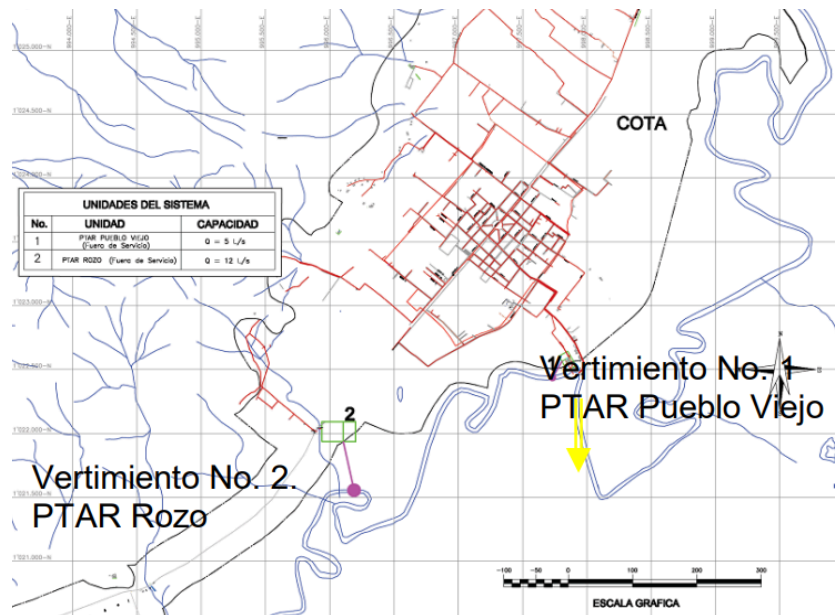 COTA
UNIDADES DEL SISTEMA
No. UNIDAD CAPACIDAD
1 PTAR PUEBLO VIEJO (Fuera de Servicio) Q = 5 L/s
2 PTAR ROZO (Fuera de Servicio) Q = 12 L/s
1
Vertimiento No. 1
PTAR Pueblo Viejo
2
Vertimiento No. 2.
PTAR Rozo
-100 -50 0 100 200 300
ESCALA GRAFICA